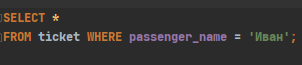 SELECT *
FROM ticket WHERE passenger_name = 'Иван';